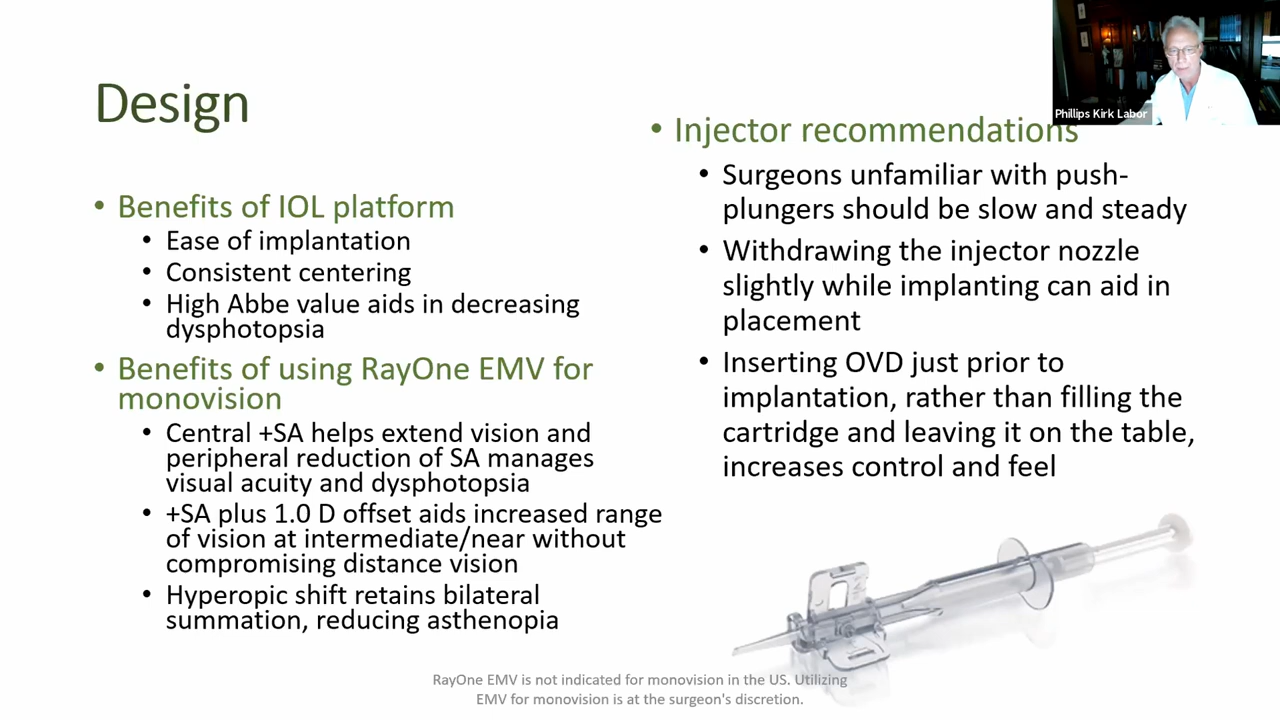 Design
• Benefits of IOL platform
• Ease of implantation
• Consistent centering
• High Abbe value aids in decreasing
dysphotopsia
• Benefits of using RayOne EMV for
monovision
• Central +SA helps extend vision and
peripheral reduction of SA manages
visual acuity and dysphotopsia
• +SA plus 1.0 D offset aids increased range
of vision at intermediate/near without
compromising distance vision
• Hyperopic shift retains bilateral
summation, reducing asthenopia
• Injector recommendations
• Surgeons unfamiliar with push-
plungers should be slow and steady
• Withdrawing the injector nozzle
slightly while implanting can aid in
placement
• Inserting OVD just prior to
implantation, rather than filling the
cartridge and leaving it on the table,
increases control and feel
Phillips Kirk Labor
RayOne EMV is not indicated for monovision in the US. Utilizing
EMV for monovision is at the surgeon's discretion.